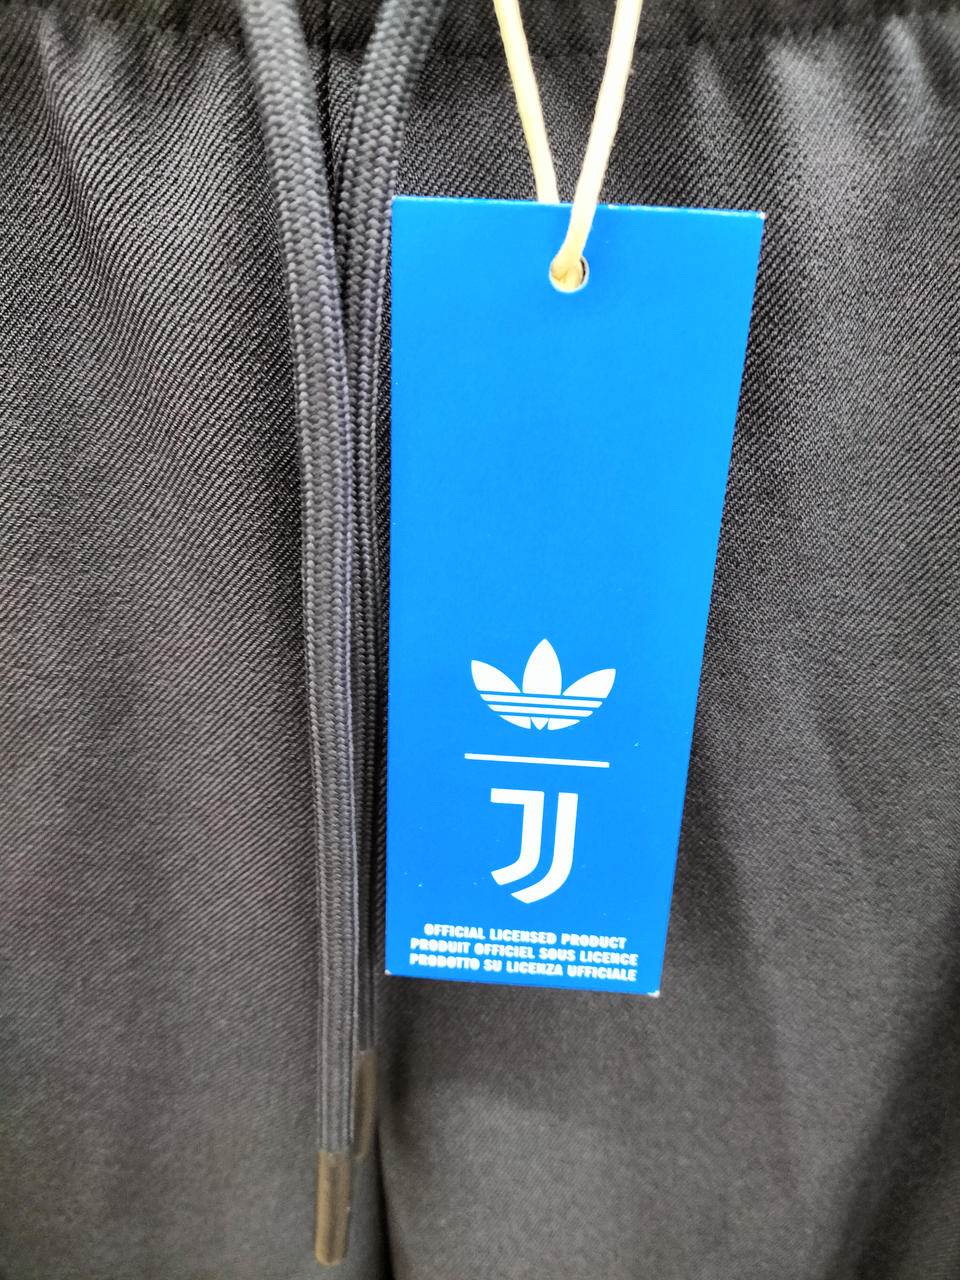 OFFICIAL LICENSED PRODUCT
PRODUIT OFFICIEL SOUS LICENCE
PRODOTTO SU LICENZA UFFICIALE